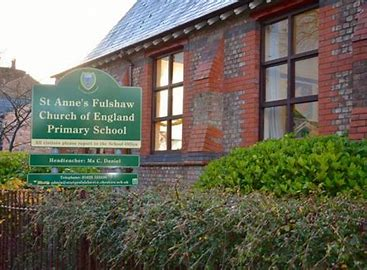 St Anne's Fulshaw
Church of England
Primary School
All visitors please report to the School Office
Headteacher: Ms C. Daniel
Telephone: